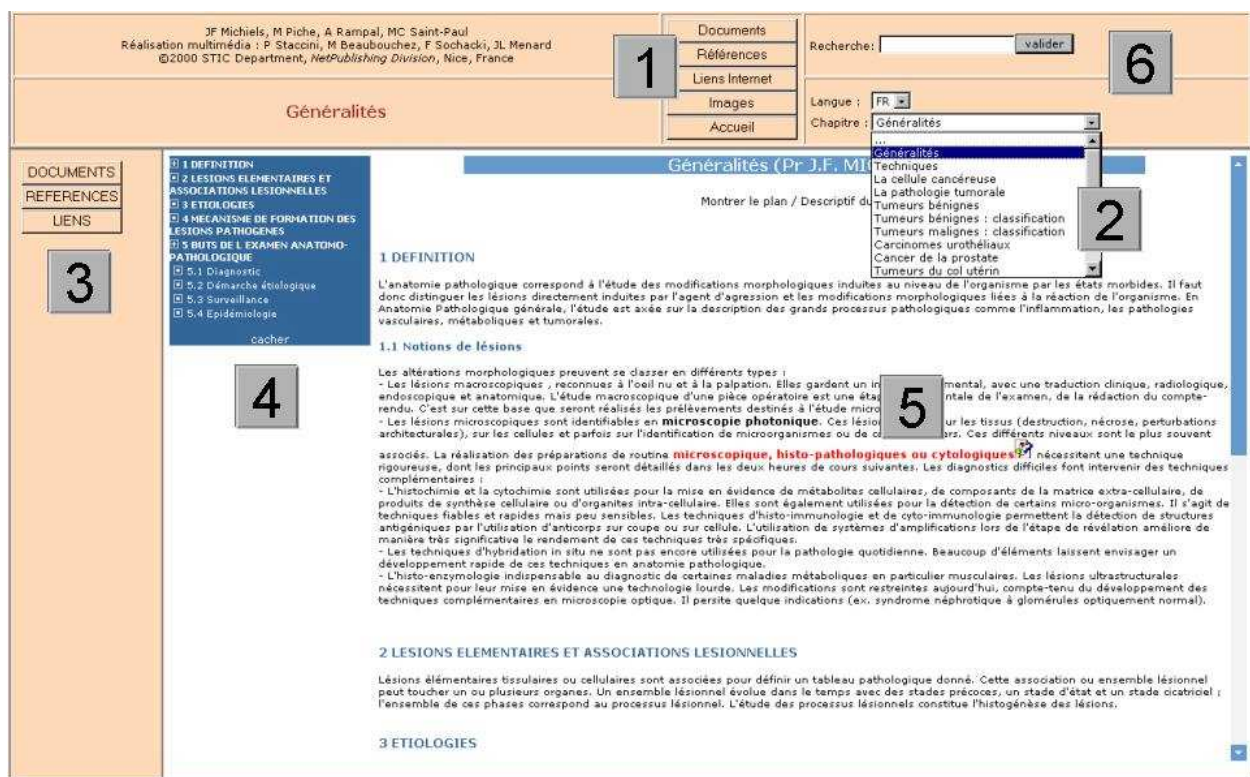 JF Michiels, M Piche, A Rampal, MC Saint-Paul
Réalisation multimédia : P Staccini, M Beaubouchez, F Sochacki, JL Menard
©2000 STIC Department, NetPublishing Division, Nice, France
Généralités
1
Documents
Références
Liens Internet
Images
Accueil
Recherche:
valider
6
Langue : FR
Chapitre : Généralités
...
Généralités
Techniques
La cellule cancéreuse
La pathologie tumorale
Tumeurs bénignes
Tumeurs bénignes : classification
Tumeurs malignes : classification
Carcinomes urothéliaux
Cancer de la prostate
Tumeurs du col utérin
2
DOCUMENTS
REFERENCES
LIENS
3
1 DEFINITION
2 LESIONS ELEMENTAIRES ET
ASSOCIATIONS LESIONNELLES
3 ETIOLOGIES
4 MECANISME DE FORMATION DES
LESIONS PATHOGENES
5 BUTS DE L EXAMEN ANATOMO-
PATHOLOGIQUE
5.1 Diagnostic
5.2 Démarche étiologique
5.3 Surveillance
5.4 Epidémiologie
cacher
4
Généralités (Pr J.F. MIC
Montrer le plan / Descriptif du
1 DEFINITION
L'anatomie pathologique correspond à l'étude des modifications morphologiques induites au niveau de l'organisme par les états morbides. Il faut
donc distinguer les lésions directement induites par l'agent d'agression et les modifications morphologiques liées à la réaction de l'organisme. En
Anatomie Pathologique générale, l'étude est axée sur la description des grands processus pathologiques comme l'inflammation, les pathologies
vasculaires, métaboliques et tumorales.
1.1 Notions de lésions
Les altérations morphologiques preuvent se classer en différents types :
- Les lésions macroscopiques , reconnues à l'oeil nu et à la palpation. Elles gardent un in mental, avec une traduction clinique, radiologique,
endoscopique et anatomique. L'étude macroscopique d'une pièce opératoire est une éta ntale de l'examen, de la rédaction du compte-
rendu. C'est sur cette base que seront réalisés les prélèvements destinés à l'étude micro
- Les lésions microscopiques sont identifiables en microscopie photonique. Ces lésio ur les tissus (destruction, nécrose, perturbations
architecturales), sur les cellules et parfois sur l'identification de microorganismes ou de c rs. Ces différents niveaux sont le plus souvent
associés. La réalisation des préparations de routine microscopique, histo-pathologiques ou cytologiques nécessitent une technique
rigoureuse, dont les principaux points seront détaillés dans les deux heures de cours suivantes. Les diagnostics difficiles font intervenir des techniques
complémentaires :
- L'histochimie et la cytochimie sont utilisées pour la mise en évidence de métabolites cellulaires, de composants de la matrice extra-cellulaire, de
produits de synthèse cellulaire ou d'organites intra-cellulaire. Elles sont également utilisées pour la détection de certains micro-organismes. Il s'agit de
techniques fiables et rapides mais peu sensibles. Les techniques d'histo-immunologie et de cyto-immunologie permettent la détection de structures
antigéniques par l'utilisation d'anticorps sur coupe ou sur cellule. L'utilisation de systèmes d'amplifications lors de l'étape de révélation améliore de
manière très significative le rendement de ces techniques très spécifiques.
- Les techniques d'hybridation in situ ne sont pas encore utilisées pour la pathologie quotidienne. Beaucoup d'éléments laissent envisager un
développement rapide de ces techniques en anatomie pathologique.
- L'histo-enzymologie indispensable au diagnostic de certaines maladies métaboliques en particulier musculaires. Les lésions ultrastructurales
nécessitent pour leur mise en évidence une technologie lourde. Les modifications sont restreintes aujourd'hui, compte-tenu du développement des
techniques complémentaires en microscopie optique. Il persite quelque indications (ex. syndrome néphrotique à glomérules optiquement normal).
5
2 LESIONS ELEMENTAIRES ET ASSOCIATIONS LESIONNELLES
Lésions élémentaires tissulaires ou cellulaires sont associées pour définir un tableau pathologique donné. Cette association ou ensemble lésionnel
peut toucher un ou plusieurs organes. Un ensemble lésionnel évolue dans le temps avec des stades précoces, un stade d'état et un stade cicatriciel ;
l'ensemble de ces phases correspond au processus lésionnel. L'étude des processus lésionnels constitue l'histogénèse des lésions.
3 ETIOLOGIES